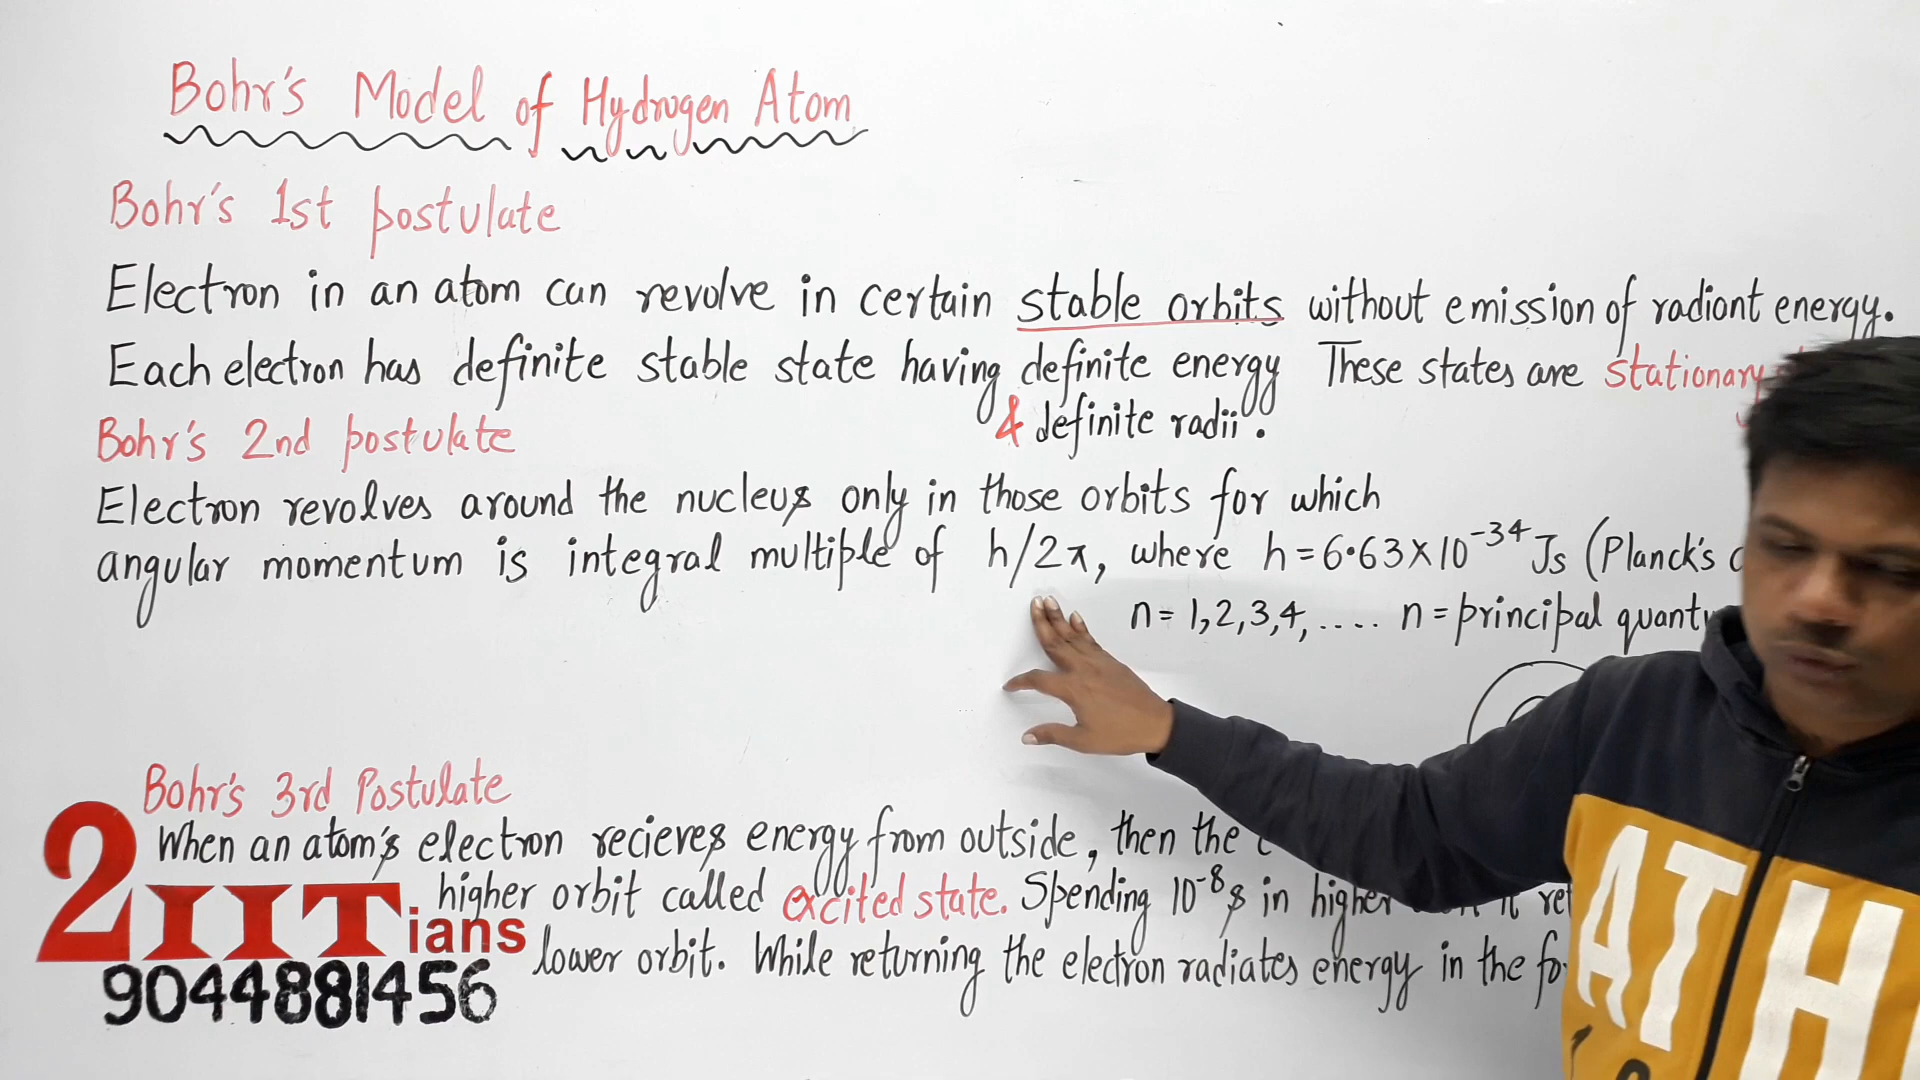 Bohr's Model of Hydrogen Atom
Bohr's 1st postulate
Electron in an atom can revolve in certain stable orbits without emission of radiant energy.
Each electron has definite stable state having definite energy These states are stationary
& definite radii.
Bohr's 2nd postulate
Electron revolves around the nucleus only in those orbits for which
angular momentum is integral multiple of h/2π, where h = 6.63×10⁻³⁴ Js (Planck's
n = 1,2,3,4, .... n = principal
Bohr's 3rd Postulate
When an atom's electron recieves energy from outside, then the
higher orbit called excited state. Spending 10⁻⁸s in higher it
lower orbit. While returning the electron radiates energy in the
2IITians
9044881456
ATH